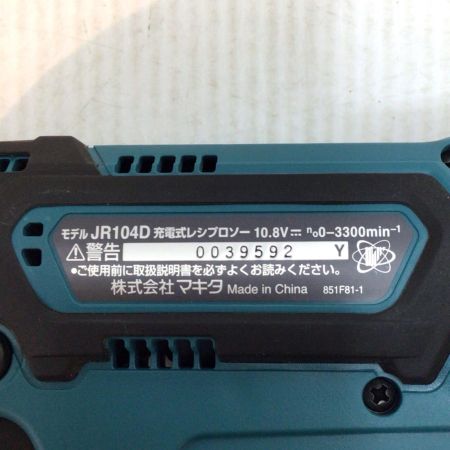 モデル JR104D 充電式レシプロソー 10.8V⎓ n₀0-3300min⁻¹
⚠警告 0039592 Y
●ご使用前に取扱説明書を必ずよくお読みください。
株式会社マキタ Made in China 851F81-1